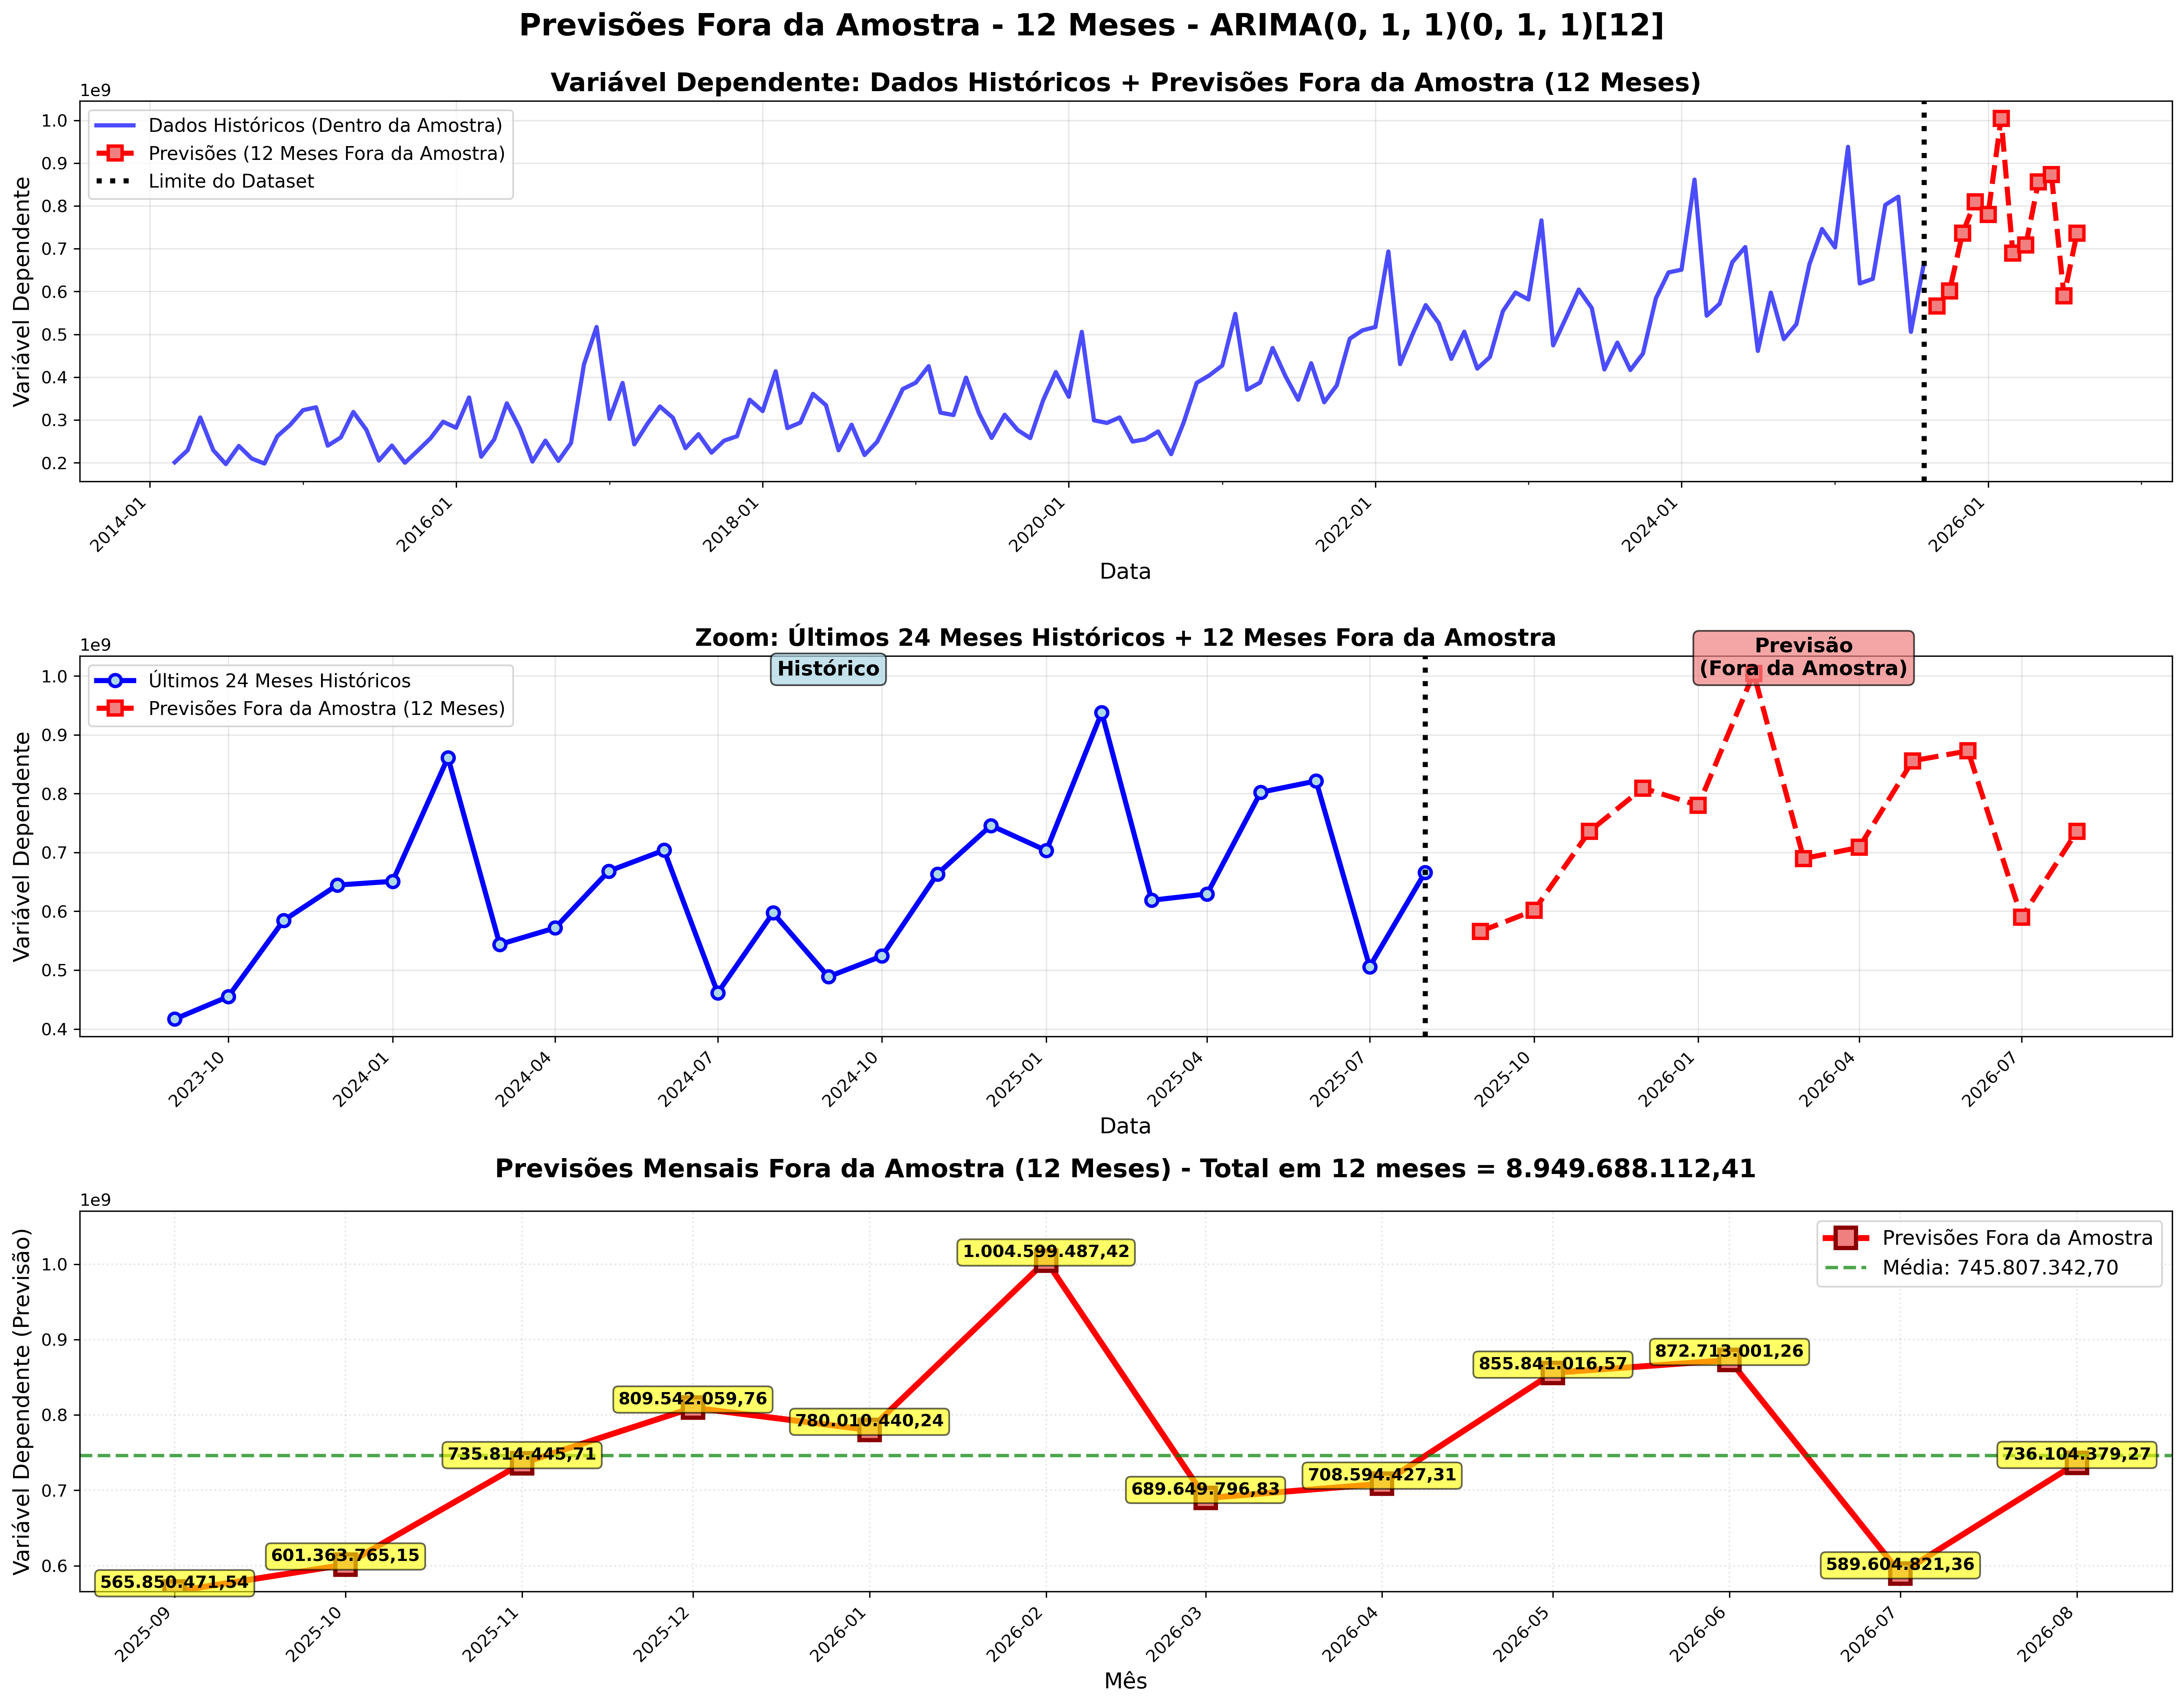 Previsões Fora da Amostra - 12 Meses - ARIMA(0, 1, 1)(0, 1, 1)[12]
Variável Dependente: Dados Históricos + Previsões Fora da Amostra (12 Meses)
1e9
Dados Históricos (Dentro da Amostra)
Previsões (12 Meses Fora da Amostra)
Limite do Dataset
Variável Dependente
1.0
0.9
0.8
0.7
0.6
0.5
0.4
0.3
0.2
2014-01
2016-01
2018-01
2020-01
2022-01
2024-01
2026-01
Data
Zoom: Últimos 24 Meses Históricos + 12 Meses Fora da Amostra
1e9
Últimos 24 Meses Históricos
Previsões Fora da Amostra (12 Meses)
Histórico
Previsão
(Fora da Amostra)
Variável Dependente
1.0
0.9
0.8
0.7
0.6
0.5
0.4
2023-10
2024-01
2024-04
2024-07
2024-10
2025-01
2025-04
2025-07
2025-10
2026-01
2026-04
2026-07
Data
Previsões Mensais Fora da Amostra (12 Meses) - Total em 12 meses = 8.949.688.112,41
1e9
Previsões Fora da Amostra
Média: 745.807.342,70
Variável Dependente (Previsão)
1.0
0.9
0.8
0.7
0.6
565.850.471,54
601.363.765,15
735.814.445,71
809.542.059,76
780.010.440,24
1.004.599.487,42
689.649.796,83
708.594.427,31
855.841.016,57
872.713.001,26
589.604.821,36
736.104.379,27
2025-09
2025-10
2025-11
2025-12
2026-01
2026-02
2026-03
2026-04
2026-05
2026-06
2026-07
2026-08
Mês